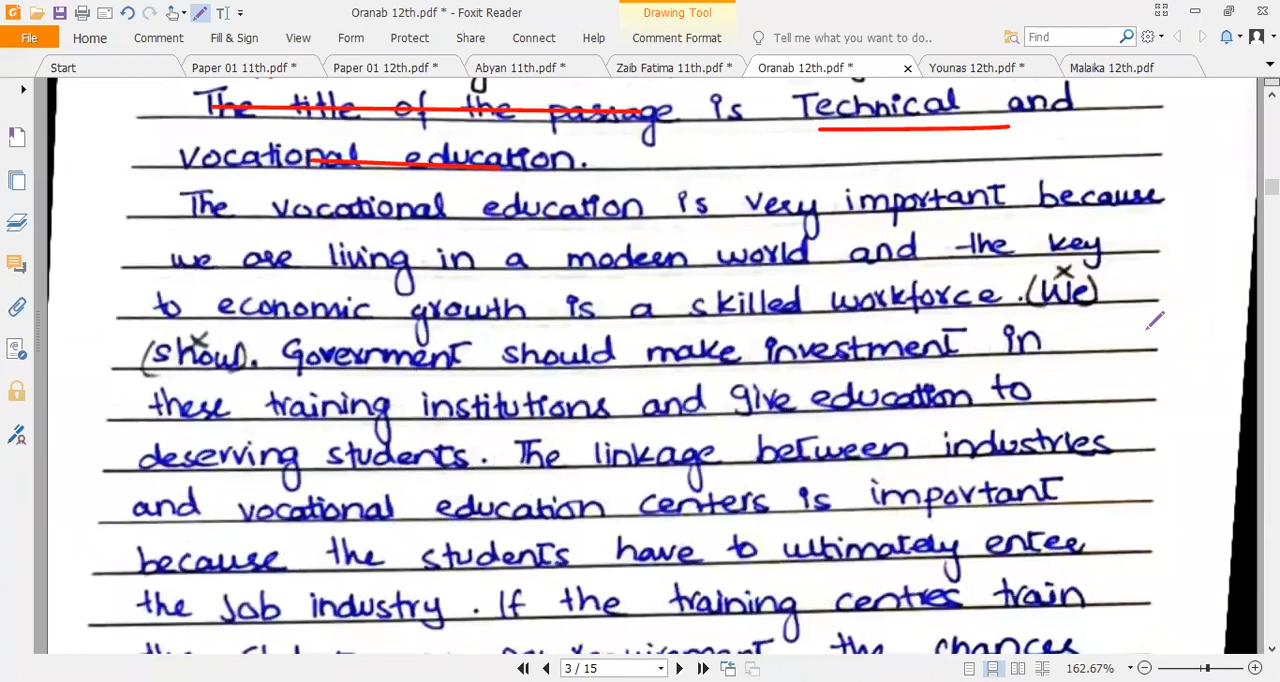 Oranab 12th.pdf * - Foxit Reader
Drawing Tool
File Home Comment Fill & Sign View Form Protect Share Connect Help Comment Format Tell me what you want to do.. Find
Start Paper 01 11th.pdf * Paper 01 12th.pdf * Abyan 11th.pdf * Zaib Fatima 11th.pdf * Oranab 12th.pdf * Younas 12th.pdf * Malaika 12th.pdf
The title of the passage is Technical and
vocational education.
The vocational education is very important because
we are living in a modern world and the key
to economic growth is a skilled workforce. (We)
(show). Government should make investment in
these training institutions and give education to
deserving students. The linkage between industries
and vocational education centers is important
because the students have to ultimately enter
the job industry. If the training centres train
the requirement the chances
3 / 15
162.67%